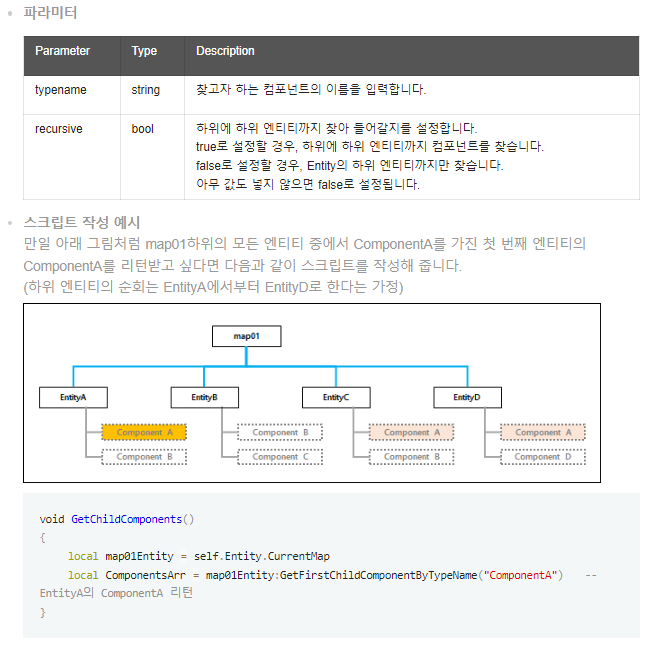 파라미터
Parameter Type Description
typename string 찾고자 하는 컴포넌트의 이름을 입력합니다.
recursive bool 하위에 하위 엔티티까지 찾아 들어갈지를 설정합니다.
true로 설정할 경우, 하위에 하위 엔티티까지 컴포넌트를 찾습니다.
false로 설정할 경우, Entity의 하위 엔티티까지만 찾습니다.
아무 값도 넣지 않으면 false로 설정됩니다.
스크립트 작성 예시
만일 아래 그림처럼 map01하위의 모든 엔티티 중에서 ComponentA를 가진 첫 번째 엔티티의
ComponentA를 리턴받고 싶다면 다음과 같이 스크립트를 작성해 줍니다.
(하위 엔티티의 순회는 EntityA에서부터 EntityD로 한다는 가정)
map01
EntityA EntityB EntityC EntityD
Component A Component B Component A Component A
Component B Component C Component B Component D
void GetChildComponents()
{
local map01Entity = self.Entity.CurrentMap
local ComponentsArr = map01Entity:GetFirstChildComponentByTypeName("ComponentA") --
EntityA의 ComponentA 리턴
}